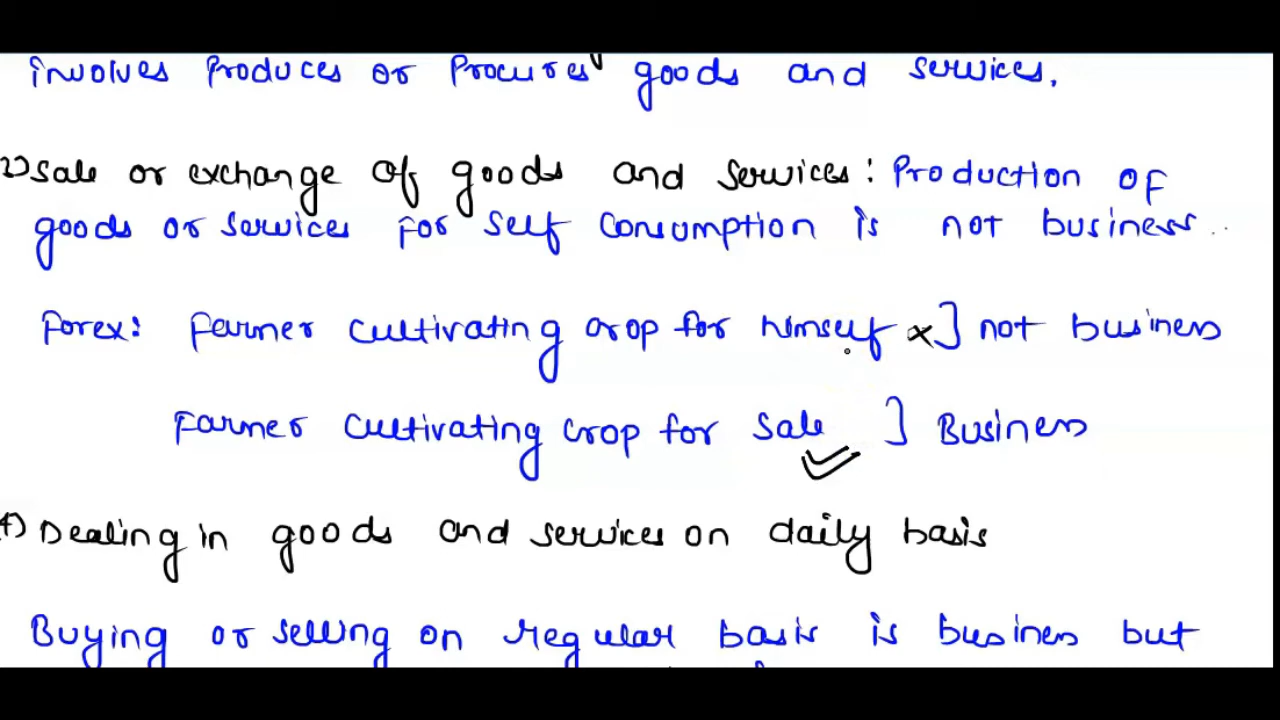 involves Produces or Procures goods and services.
2) Sale or exchange of goods and services: Production of
goods or services for self consumption is not business..
Forex: Farmer cultivating crop for himself x ] not business
Farmer cultivating crop for Sale ] Business
4) Dealing in goods and services on daily basis
Buying or selling on regular basis is business but